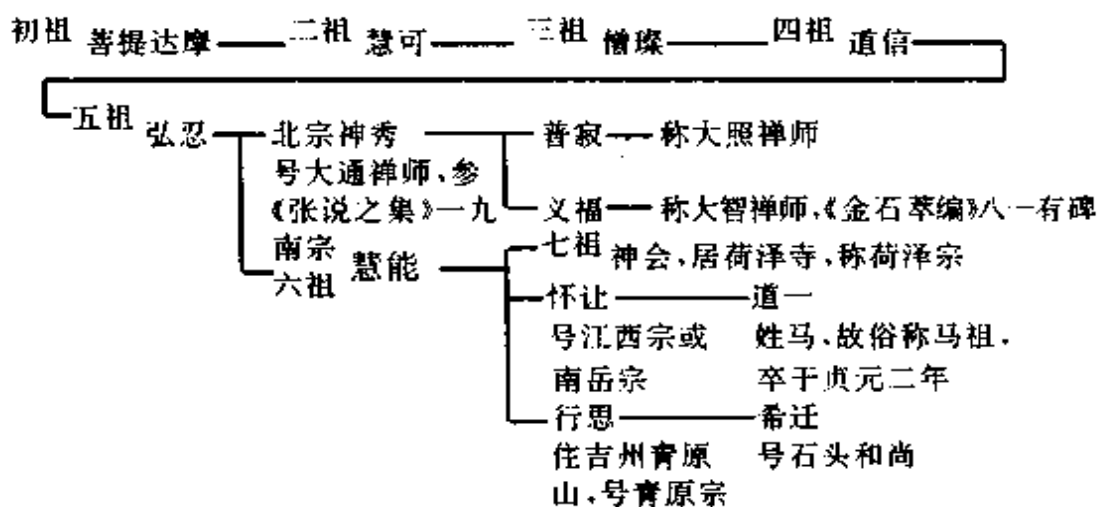 初祖 菩提达摩 二祖 慧可 三祖 僧璨 四祖 道信
五祖 弘忍 北宗神秀 普寂 称大照禅师
号大通禅师、参
《张说之集》一九 义福 称大智禅师,《金石萃编》八一有碑
南宗 六祖 慧能 七祖 神会、居荷泽寺,称荷泽宗
怀让 道一
号江西宗或 姓马、故俗称马祖,
南岳宗 卒于贞元二年
行思 希迁
住吉州青原 号石头和尚
山,号青原宗